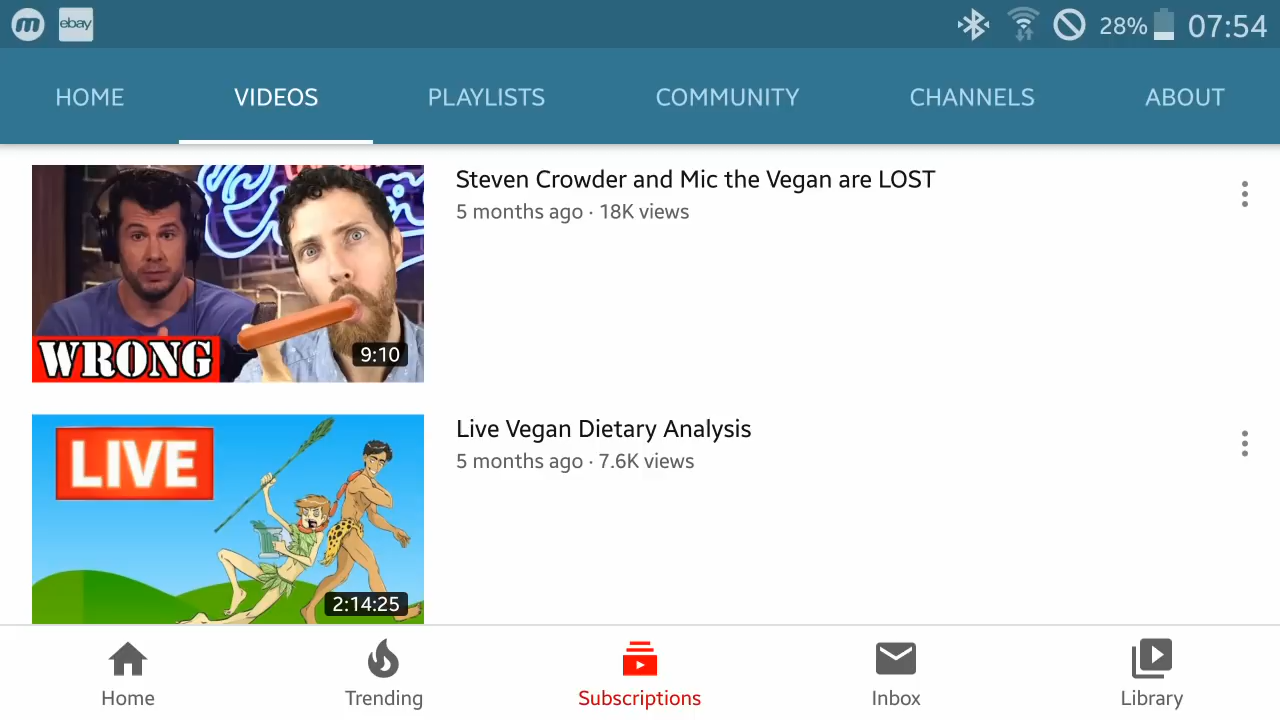 m ebay 28% 07:54
HOME VIDEOS PLAYLISTS COMMUNITY CHANNELS ABOUT
Steven Crowder and Mic the Vegan are LOST
5 months ago · 18K views
WRONG
9:10
Live Vegan Dietary Analysis
5 months ago · 7.6K views
LIVE
2:14:25
Home Trending Subscriptions Inbox Library